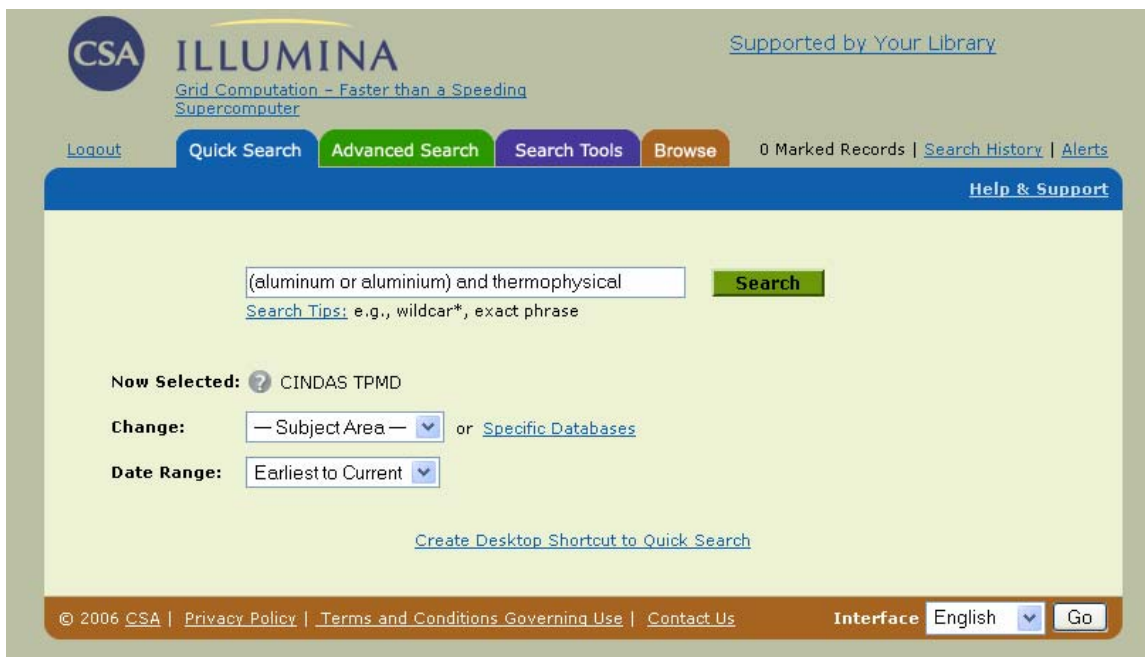 CSA ILLUMINA
Supported by Your Library
Grid Computation – Faster than a Speeding
Supercomputer
Logout Quick Search Advanced Search Search Tools Browse 0 Marked Records | Search History | Alerts
Help & Support
(aluminum or aluminium) and thermophysical Search
Search Tips: e.g., wildcar*, exact phrase
Now Selected: ? CINDAS TPMD
Change: — Subject Area — or Specific Databases
Date Range: Earliest to Current
Create Desktop Shortcut to Quick Search
© 2006 CSA | Privacy Policy | Terms and Conditions Governing Use | Contact Us Interface English Go